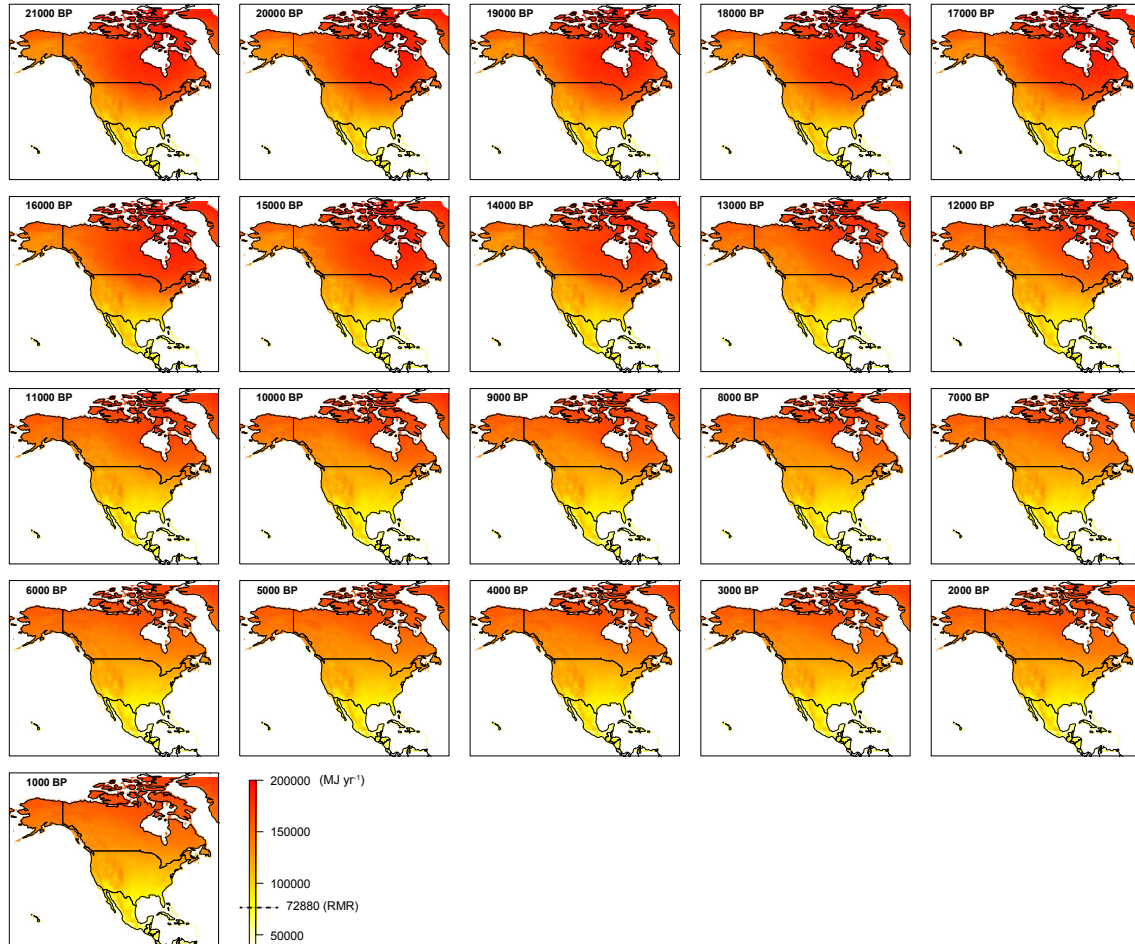 21000 BP
20000 BP
19000 BP
18000 BP
17000 BP
16000 BP
15000 BP
14000 BP
13000 BP
12000 BP
11000 BP
10000 BP
9000 BP
8000 BP
7000 BP
6000 BP
5000 BP
4000 BP
3000 BP
2000 BP
1000 BP
200000 (MJ yr⁻¹)
150000
100000
72880 (RMR)
50000